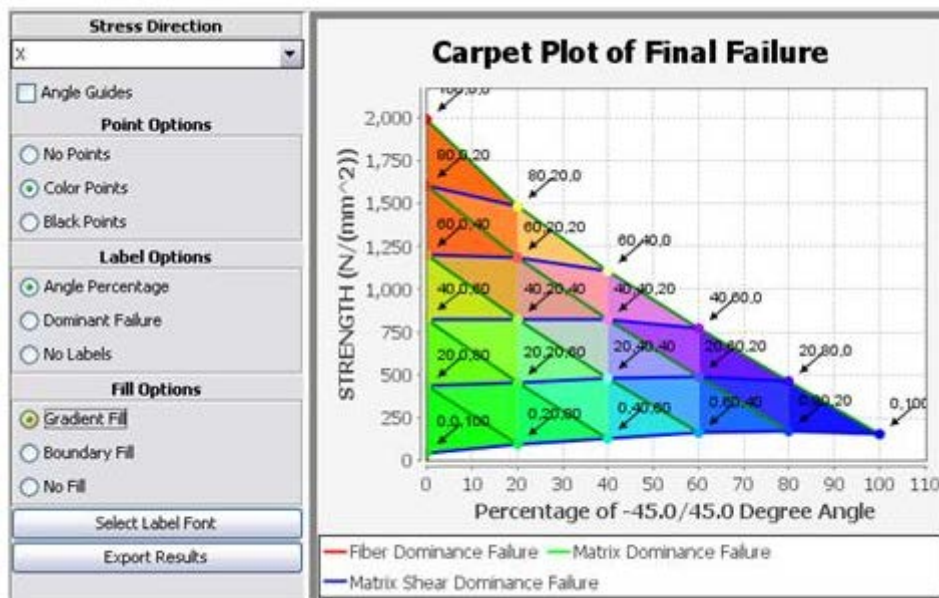 Stress Direction
X
Angle Guides
Point Options
No Points
Color Points
Black Points
Label Options
Angle Percentage
Dominant Failure
No Labels
Fill Options
Gradient Fill
Boundary Fill
No Fill
Select Label Font
Export Results
Carpet Plot of Final Failure
STRENGTH (N/(mm^2))
2,000
1,750
1,500
1,250
1,000
750
500
250
0
100,0,0
80,0,20
80,20,0
60,0,40
60,20,20
60,40,0
40,0,60
40,20,40
40,40,20
40,60,0
20,0,80
20,20,60
20,40,40
20,60,20
20,80,0
0,0,100
0,20,80
0,40,60
0,60,40
0,80,20
0,100
0 10 20 30 40 50 60 70 80 90 100 110
Percentage of -45.0/45.0 Degree Angle
Fiber Dominance Failure
Matrix Dominance Failure
Matrix Shear Dominance Failure